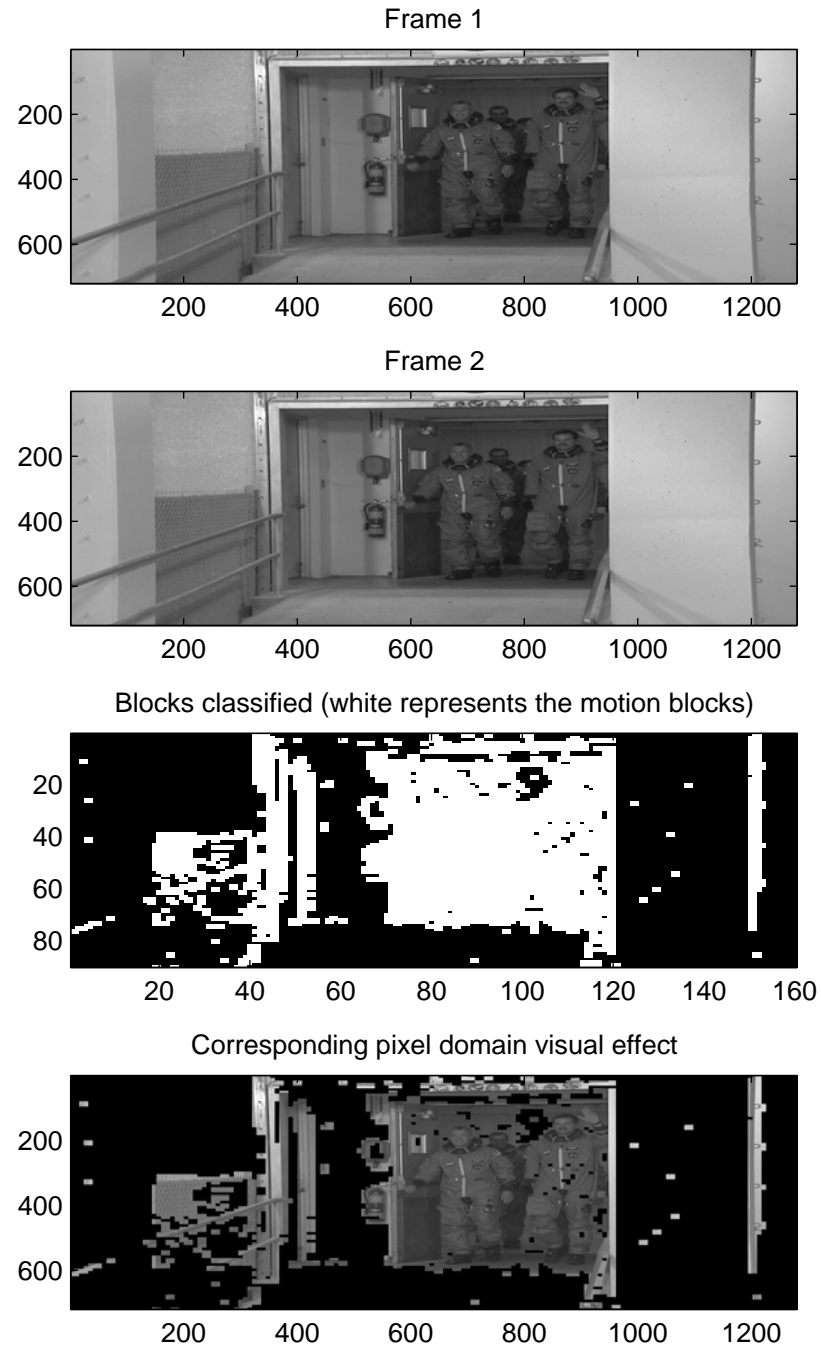 Frame 1
200
400
600
200 400 600 800 1000 1200
Frame 2
200
400
600
200 400 600 800 1000 1200
Blocks classified (white represents the motion blocks)
20
40
60
80
20 40 60 80 100 120 140 160
Corresponding pixel domain visual effect
200
400
600
200 400 600 800 1000 1200